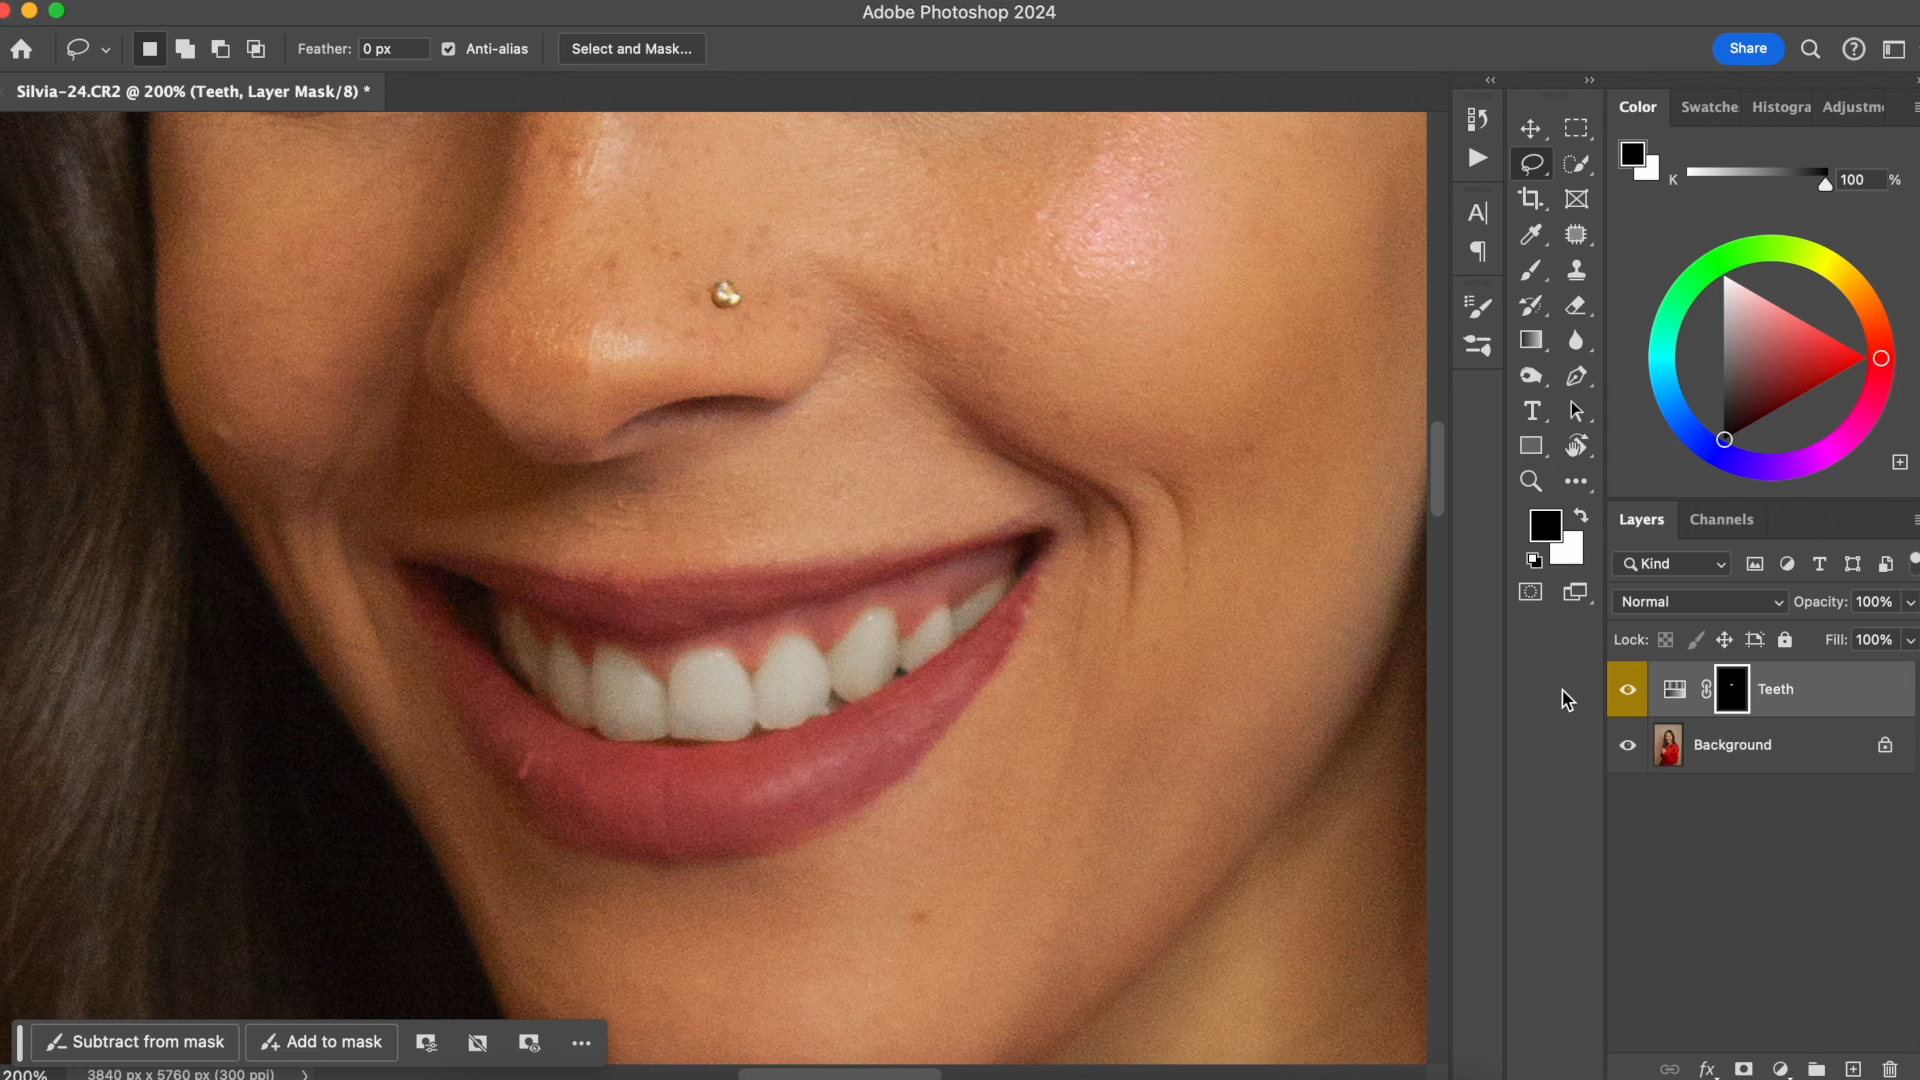 Adobe Photoshop 2024
Feather: 0 px Anti-alias Select and Mask... Share
Silvia-24.CR2 @ 200% (Teeth, Layer Mask/8) *
Color Swatche Histogra Adjustm
K 100 %
Layers Channels
Kind
Normal Opacity: 100%
Lock: Fill: 100%
Teeth
Background
Subtract from mask Add to mask
200% 3840 px x 5760 px (300 ppi)